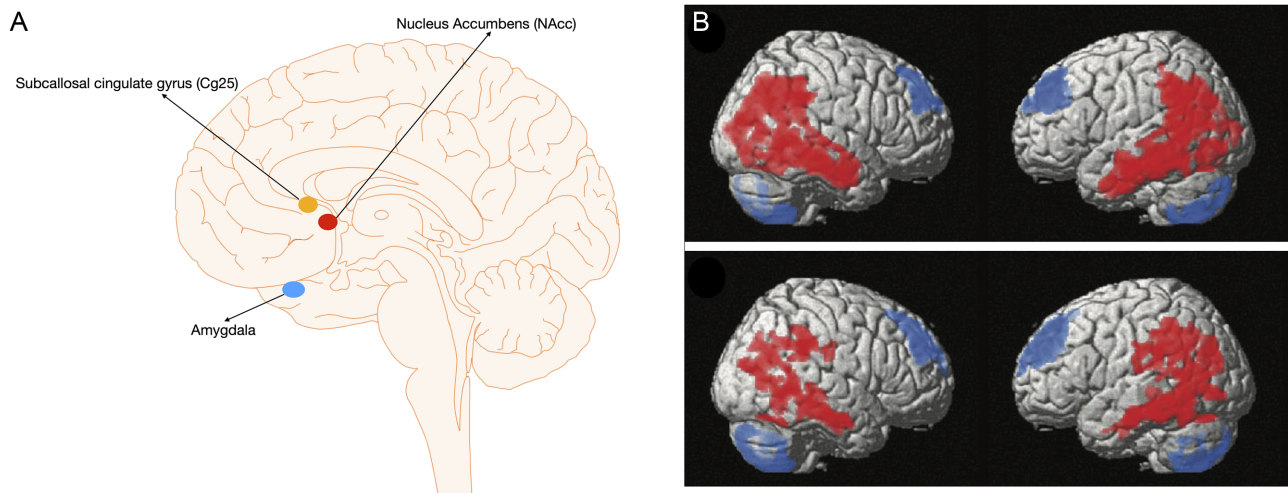 A
Nucleus Accumbens (NAcc)
Subcallosal cingulate gyrus (Cg25)
Amygdala
B